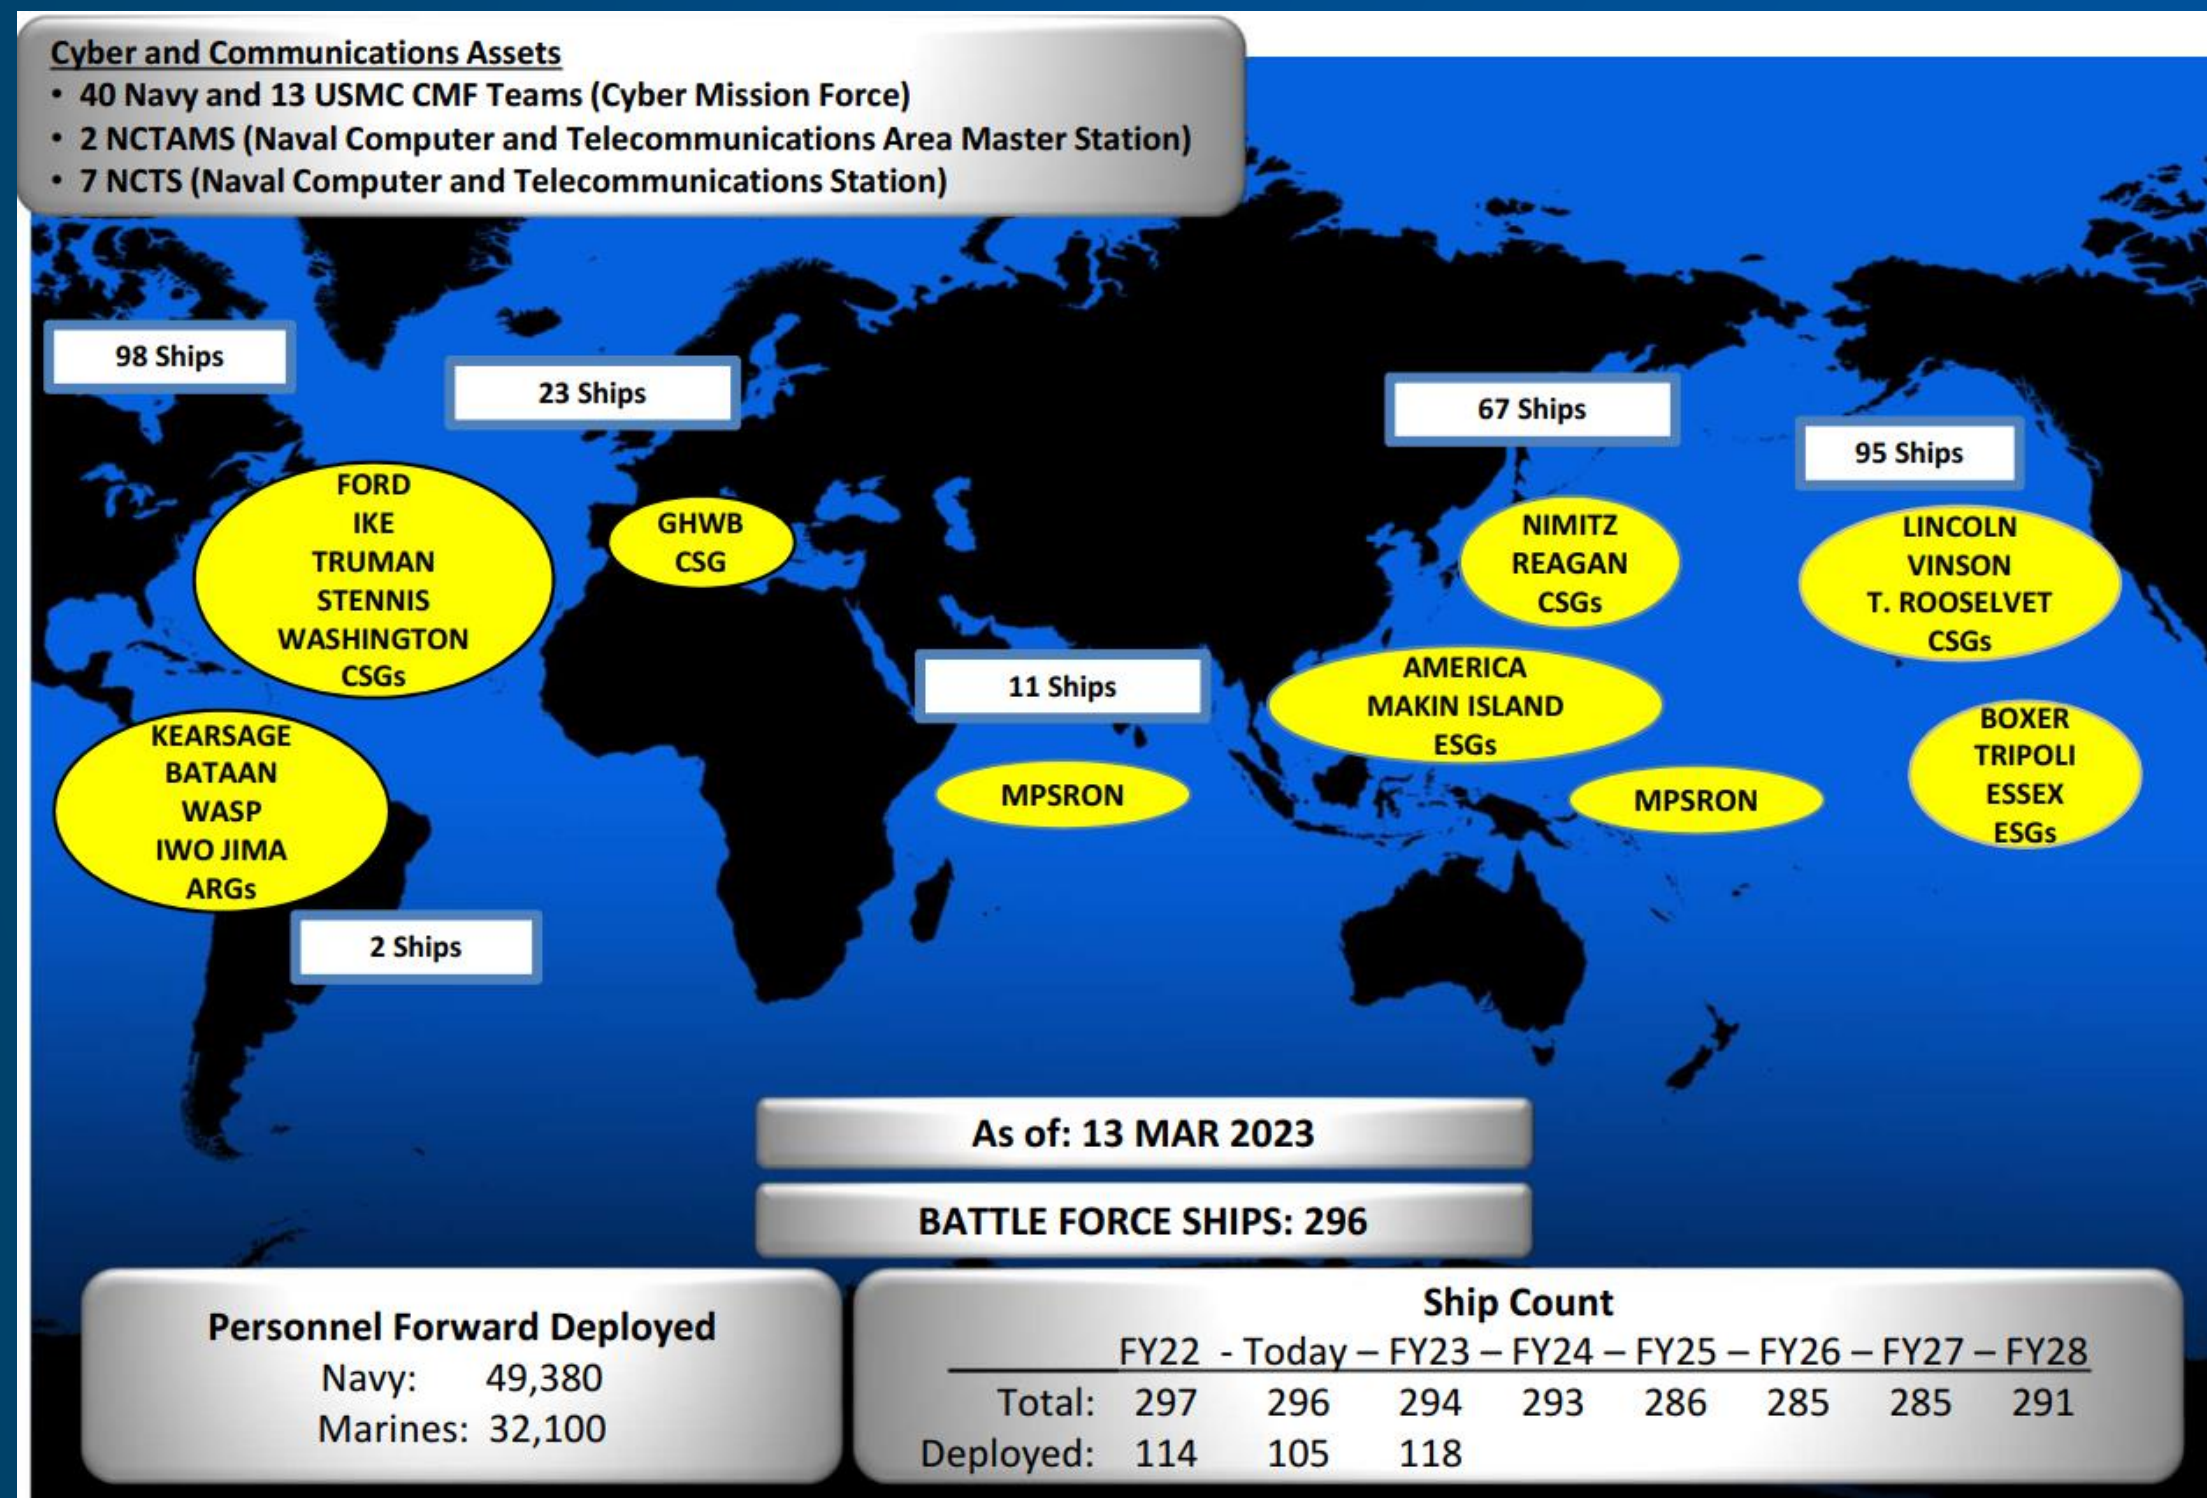 Cyber and Communications Assets
• 40 Navy and 13 USMC CMF Teams (Cyber Mission Force)
• 2 NCTAMS (Naval Computer and Telecommunications Area Master Station)
• 7 NCTS (Naval Computer and Telecommunications Station)
98 Ships
23 Ships
67 Ships
95 Ships
FORD
IKE
TRUMAN
STENNIS
WASHINGTON
CSGs
GHWB
CSG
NIMITZ
REAGAN
CSGs
LINCOLN
VINSON
T. ROOSELVET
CSGs
11 Ships
AMERICA
MAKIN ISLAND
ESGs
KEARSAGE
BATAAN
WASP
IWO JIMA
ARGs
MPSRON
MPSRON
BOXER
TRIPOLI
ESSEX
ESGs
2 Ships
As of: 13 MAR 2023
BATTLE FORCE SHIPS: 296
Personnel Forward Deployed
Navy: 49,380
Marines: 32,100
Ship Count
FY22 - Today – FY23 – FY24 – FY25 – FY26 – FY27 – FY28
Total: 297 296 294 293 286 285 285 291
Deployed: 114 105 118